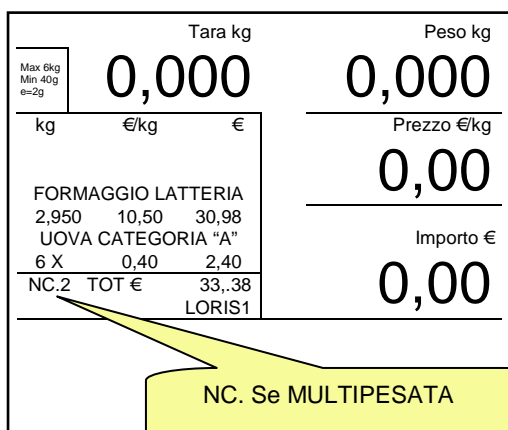 Tara kg
Peso kg
Max 6kg
Min 40g
e=2g
0,000
0,000
kg €/kg €
Prezzo €/kg
0,00
FORMAGGIO LATTERIA
2,950 10,50 30,98
UOVA CATEGORIA “A”
6 X 0,40 2,40
Importo €
0,00
NC.2 TOT € 33,.38
LORIS1
NC. Se MULTIPESATA